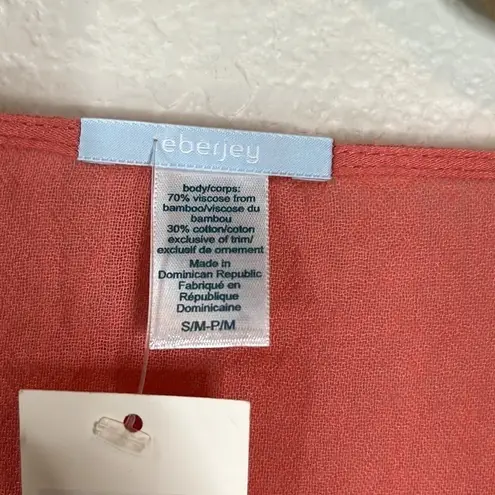 eberjey
body/corps:
70% viscose from
bamboo/viscose du
bambou
30% cotton/coton
exclusive of trim/
exclusif de ornement
Made in
Dominican Republic
Fabriqué en
République
Dominicaine
S/M-P/M